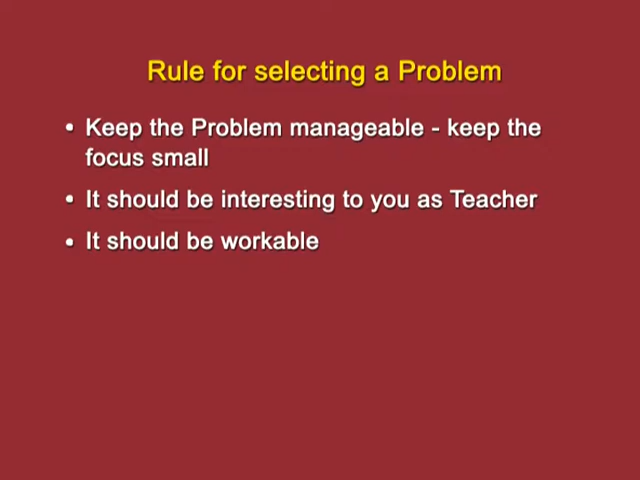 Rule for selecting a Problem
• Keep the Problem manageable - keep the
focus small
• It should be interesting to you as Teacher
• It should be workable